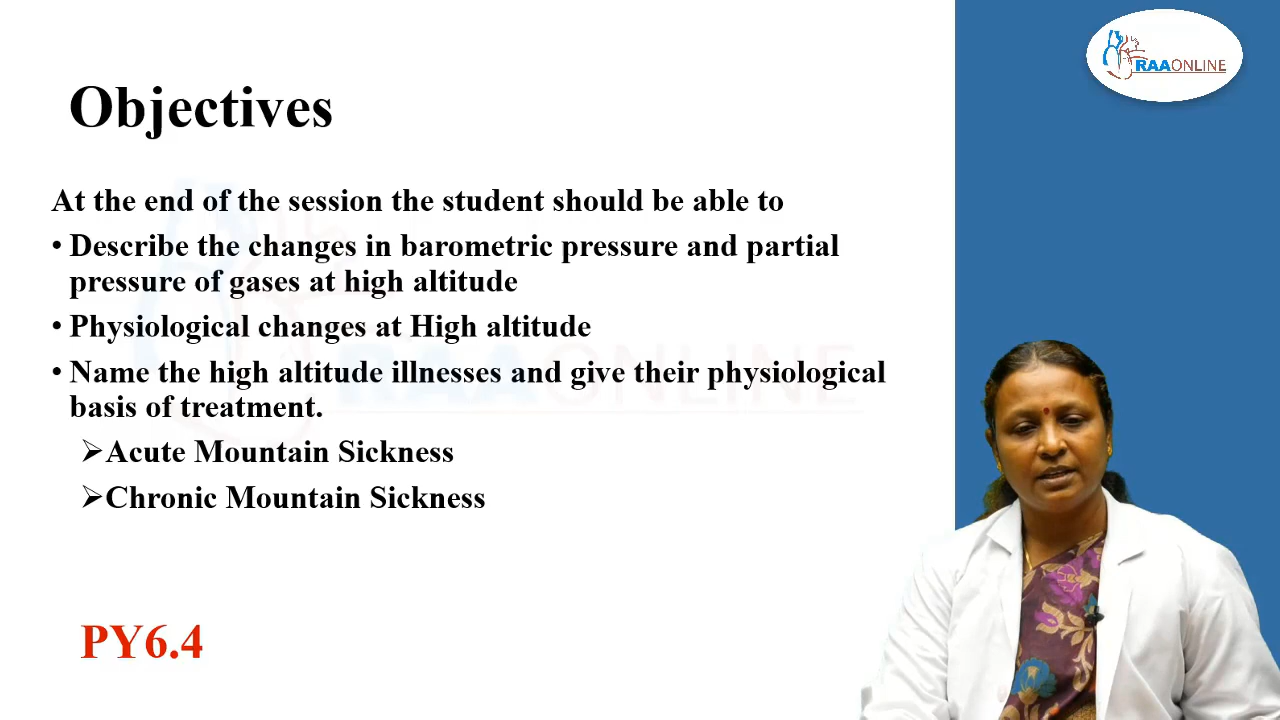 RAAONLINE
Objectives
At the end of the session the student should be able to
• Describe the changes in barometric pressure and partial
pressure of gases at high altitude
• Physiological changes at High altitude
• Name the high altitude illnesses and give their physiological
basis of treatment.
➢Acute Mountain Sickness
➢Chronic Mountain Sickness
PY6.4
RAAONLINE